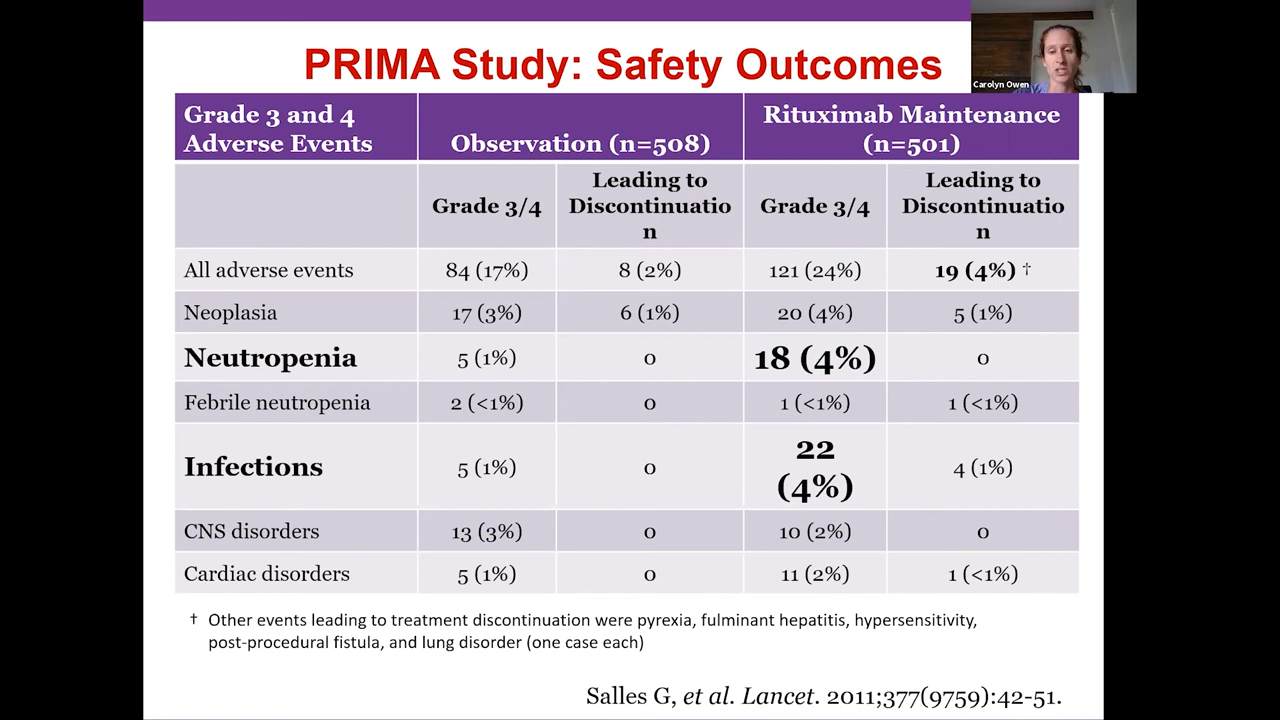 PRIMA Study: Safety Outcomes
Carolyn Owen
Grade 3 and 4
Adverse Events
Observation (n=508)
Rituximab Maintenance
(n=501)
Grade 3/4
Leading to
Discontinuatio
n
Grade 3/4
Leading to
Discontinuatio
n
All adverse events
84 (17%)
8 (2%)
121 (24%)
19 (4%) †
Neoplasia
17 (3%)
6 (1%)
20 (4%)
5 (1%)
Neutropenia
5 (1%)
0
18 (4%)
0
Febrile neutropenia
2 (<1%)
0
1 (<1%)
1 (<1%)
Infections
5 (1%)
0
22
(4%)
4 (1%)
CNS disorders
13 (3%)
0
10 (2%)
0
Cardiac disorders
5 (1%)
0
11 (2%)
1 (<1%)
† Other events leading to treatment discontinuation were pyrexia, fulminant hepatitis, hypersensitivity,
post-procedural fistula, and lung disorder (one case each)
Salles G, et al. Lancet. 2011;377(9759):42-51.